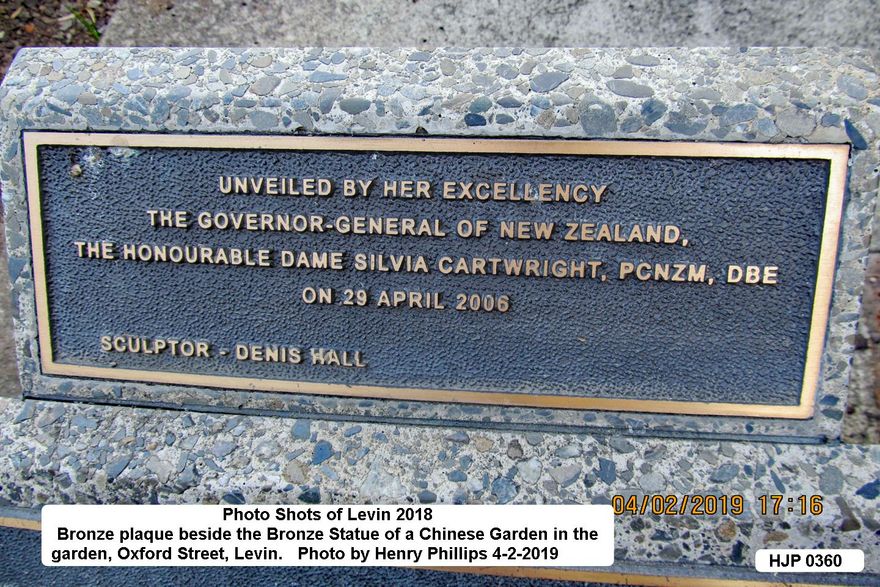 UNVEILED BY HER EXCELLENCY
THE GOVERNOR-GENERAL OF NEW ZEALAND,
THE HONOURABLE DAME SILVIA CARTWRIGHT, PCNZM, DBE
ON 29 APRIL 2006
SCULPTOR - DENIS HALL
04/02/2019 17:16
Photo Shots of Levin 2018
Bronze plaque beside the Bronze Statue of a Chinese Garden in the
garden, Oxford Street, Levin. Photo by Henry Phillips 4-2-2019
HJP 0360